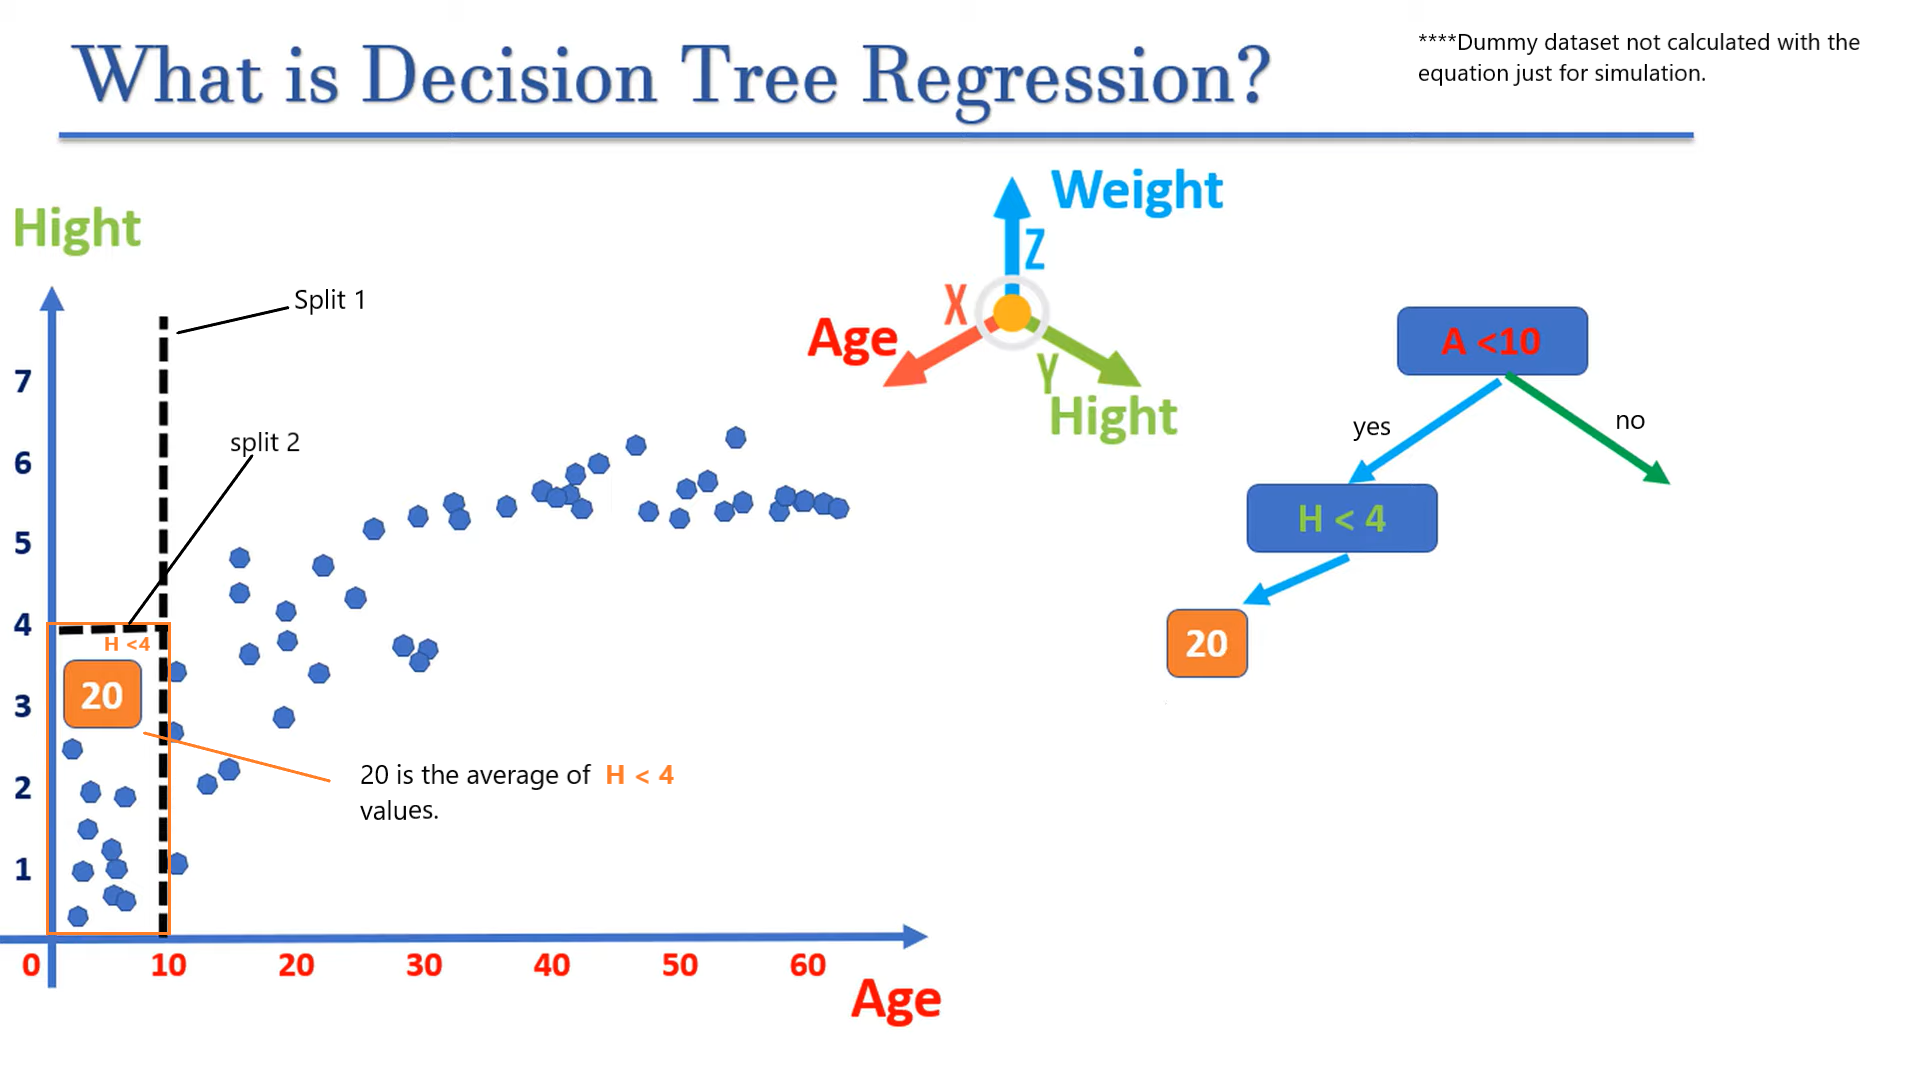 What is Decision Tree Regression?
****Dummy dataset not calculated with the
equation just for simulation.
Weight
Z
X
Age
Y
Hight
Hight
Split 1
split 2
7
6
5
4
3
2
1
H <4
20
20 is the average of H < 4
values.
0 10 20 30 40 50 60
Age
A <10
yes
no
H < 4
20